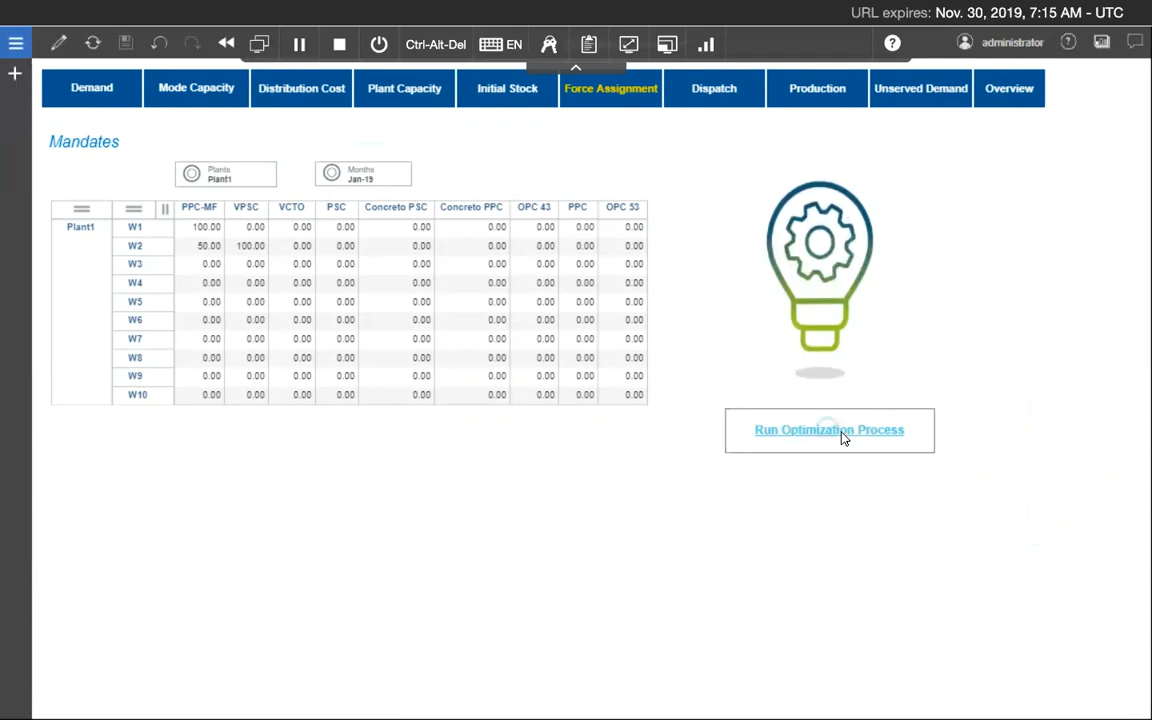 URL expires: Nov. 30, 2019, 7:15 AM - UTC
Ctrl-Alt-Del EN administrator
Demand Mode Capacity Distribution Cost Plant Capacity Initial Stock Force Assignment Dispatch Production Unserved Demand Overview
Mandates
Plants
Plant1
Months
Jan-19
PPC-MF VPSC VCTO PSC Concreto PSC Concreto PPC OPC 43 PPC OPC 53
Plant1 W1 100.00 0.00 0.00 0.00 0.00 0.00 0.00 0.00 0.00
W2 50.00 100.00 0.00 0.00 0.00 0.00 0.00 0.00 0.00
W3 0.00 0.00 0.00 0.00 0.00 0.00 0.00 0.00 0.00
W4 0.00 0.00 0.00 0.00 0.00 0.00 0.00 0.00 0.00
W5 0.00 0.00 0.00 0.00 0.00 0.00 0.00 0.00 0.00
W6 0.00 0.00 0.00 0.00 0.00 0.00 0.00 0.00 0.00
W7 0.00 0.00 0.00 0.00 0.00 0.00 0.00 0.00 0.00
W8 0.00 0.00 0.00 0.00 0.00 0.00 0.00 0.00 0.00
W9 0.00 0.00 0.00 0.00 0.00 0.00 0.00 0.00 0.00
W10 0.00 0.00 0.00 0.00 0.00 0.00 0.00 0.00 0.00
Run Optimization Process